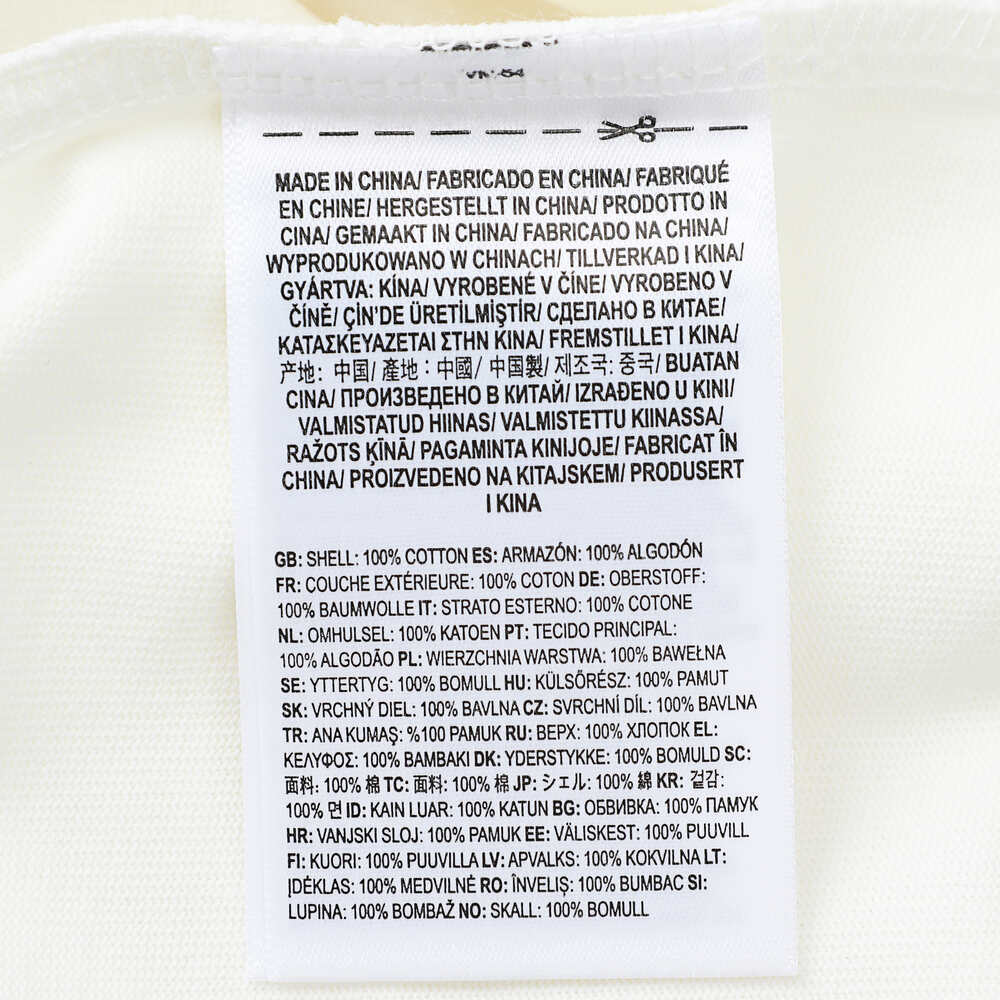 MADE IN CHINA/ FABRICADO EN CHINA/ FABRIQUÉ
EN CHINE/ HERGESTELLT IN CHINA/ PRODOTTO IN
CINA/ GEMAAKT IN CHINA/ FABRICADO NA CHINA/
WYPRODUKOWANO W CHINACH/ TILLVERKAD I KINA/
GYÁRTVA: KÍNA/ VYROBENÉ V ČÍNE/ VYROBENO V
ČÍNĚ/ ÇİN'DE ÜRETİLMİŞTİR/ СДЕЛАНО В КИТАЕ/
ΚΑΤΑΣΚΕΥΑΖΕΤΑΙ ΣΤΗΝ ΚΙΝΑ/ FREMSTILLET I KINA/
产地: 中国/ 產地：中國/ 中国製/ 제조국: 중국/ BUATAN
CINA/ ПРОИЗВЕДЕНО В КИТАЙ/ IZRAĐENO U KINI/
VALMISTATUD HIINAS/ VALMISTETTU KIINASSA/
RAŽOTS ĶĪNĀ/ PAGAMINTA KINIJOJE/ FABRICAT ÎN
CHINA/ PROIZVEDENO NA KITAJSKEM/ PRODUSERT
I KINA
GB: SHELL: 100% COTTON ES: ARMAZÓN: 100% ALGODÓN
FR: COUCHE EXTÉRIEURE: 100% COTON DE: OBERSTOFF:
100% BAUMWOLLE IT: STRATO ESTERNO: 100% COTONE
NL: OMHULSEL: 100% KATOEN PT: TECIDO PRINCIPAL:
100% ALGODÃO PL: WIERZCHNIA WARSTWA: 100% BAWEŁNA
SE: YTTERTYG: 100% BOMULL HU: KÜLSŐRÉSZ: 100% PAMUT
SK: VRCHNÝ DIEL: 100% BAVLNA CZ: SVRCHNÍ DÍL: 100% BAVLNA
TR: ANA KUMAŞ: %100 PAMUK RU: ВЕРХ: 100% ХЛОПОК EL:
ΚΕΛΥΦΟΣ: 100% ΒΑΜΒΑΚΙ DK: YDERSTYKKE: 100% BOMULD SC:
面料: 100% 棉 TC: 面料: 100% 棉 JP: シェル: 100% 綿 KR: 겉감:
100% 면 ID: KAIN LUAR: 100% KATUN BG: ОБВИВКА: 100% ПАМУК
HR: VANJSKI SLOJ: 100% PAMUK EE: VÄLISKEST: 100% PUUVILL
FI: KUORI: 100% PUUVILLA LV: APVALKS: 100% KOKVILNA LT:
ĮDĖKLAS: 100% MEDVILNĖ RO: ÎNVELIȘ: 100% BUMBAC SI:
LUPINA: 100% BOMBAŽ NO: SKALL: 100% BOMULL